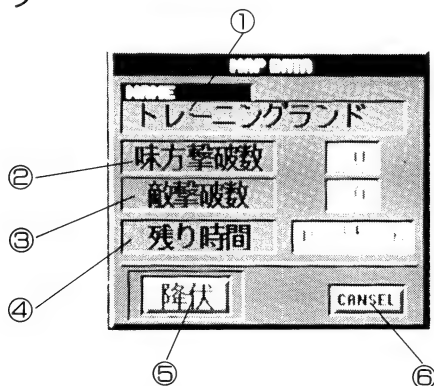 ①
MAP DATA
NAME
トレーニングランド
② 味方撃破数
③ 敵撃破数
④ 残り時間
降伏 CANSEL
⑤ ⑥